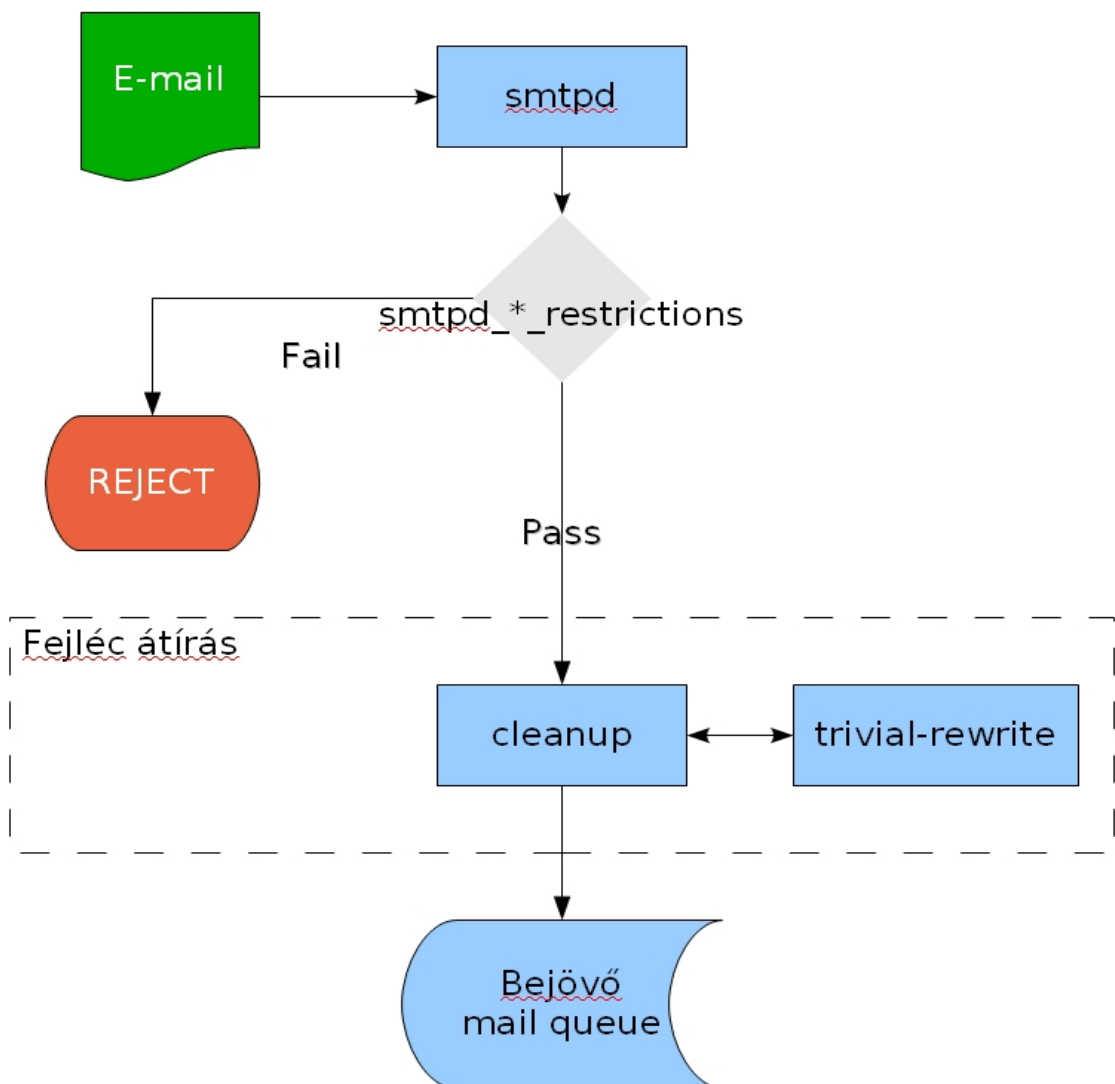 E-mail
smtpd
smtpd_*_restrictions
Fail
REJECT
Pass
Fejléc átírás
cleanup
trivial-rewrite
Bejövő
mail queue